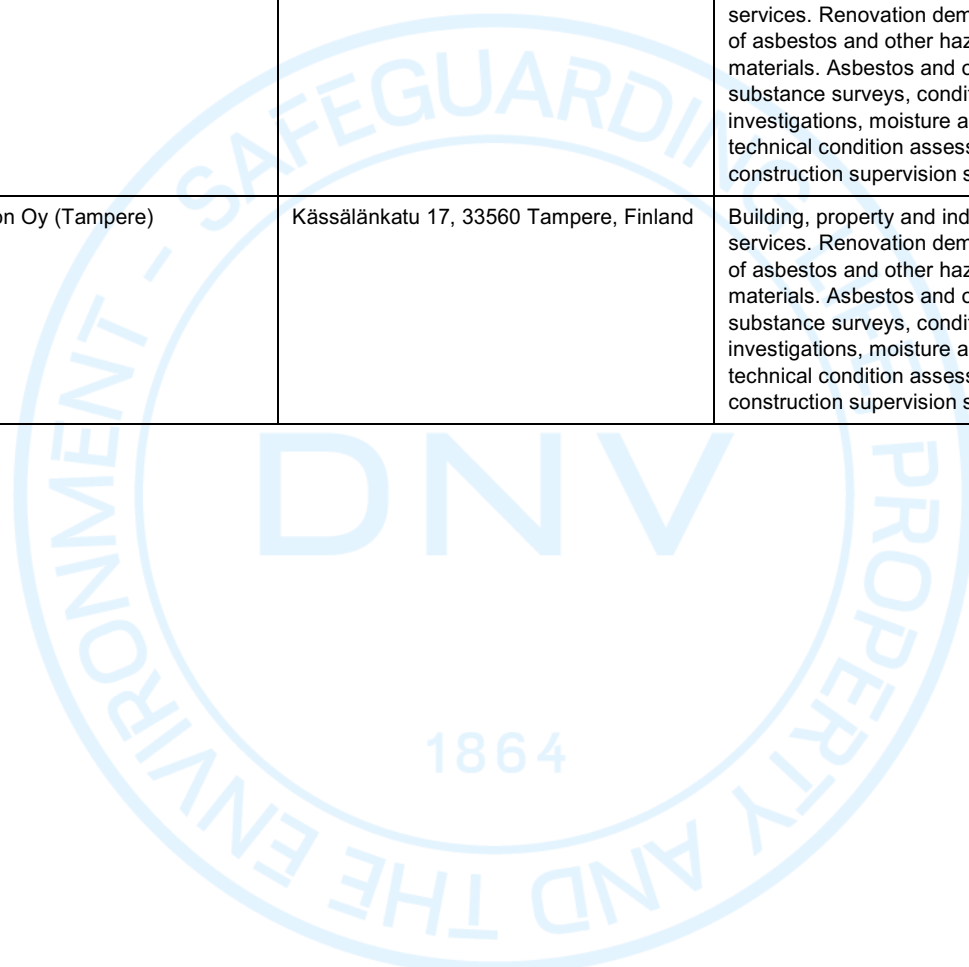 services. Renovation dem
of asbestos and other haz
materials. Asbestos and o
substance surveys, condit
investigations, moisture a
technical condition assess
construction supervision s
on Oy (Tampere)
Kässälänkatu 17, 33560 Tampere, Finland
Building, property and ind
services. Renovation dem
of asbestos and other haz
materials. Asbestos and o
substance surveys, condit
investigations, moisture a
technical condition assess
construction supervision s
SAFEGUARDING LIFE PROPERTY AND THE ENVIRONMENT -
DNV
1864